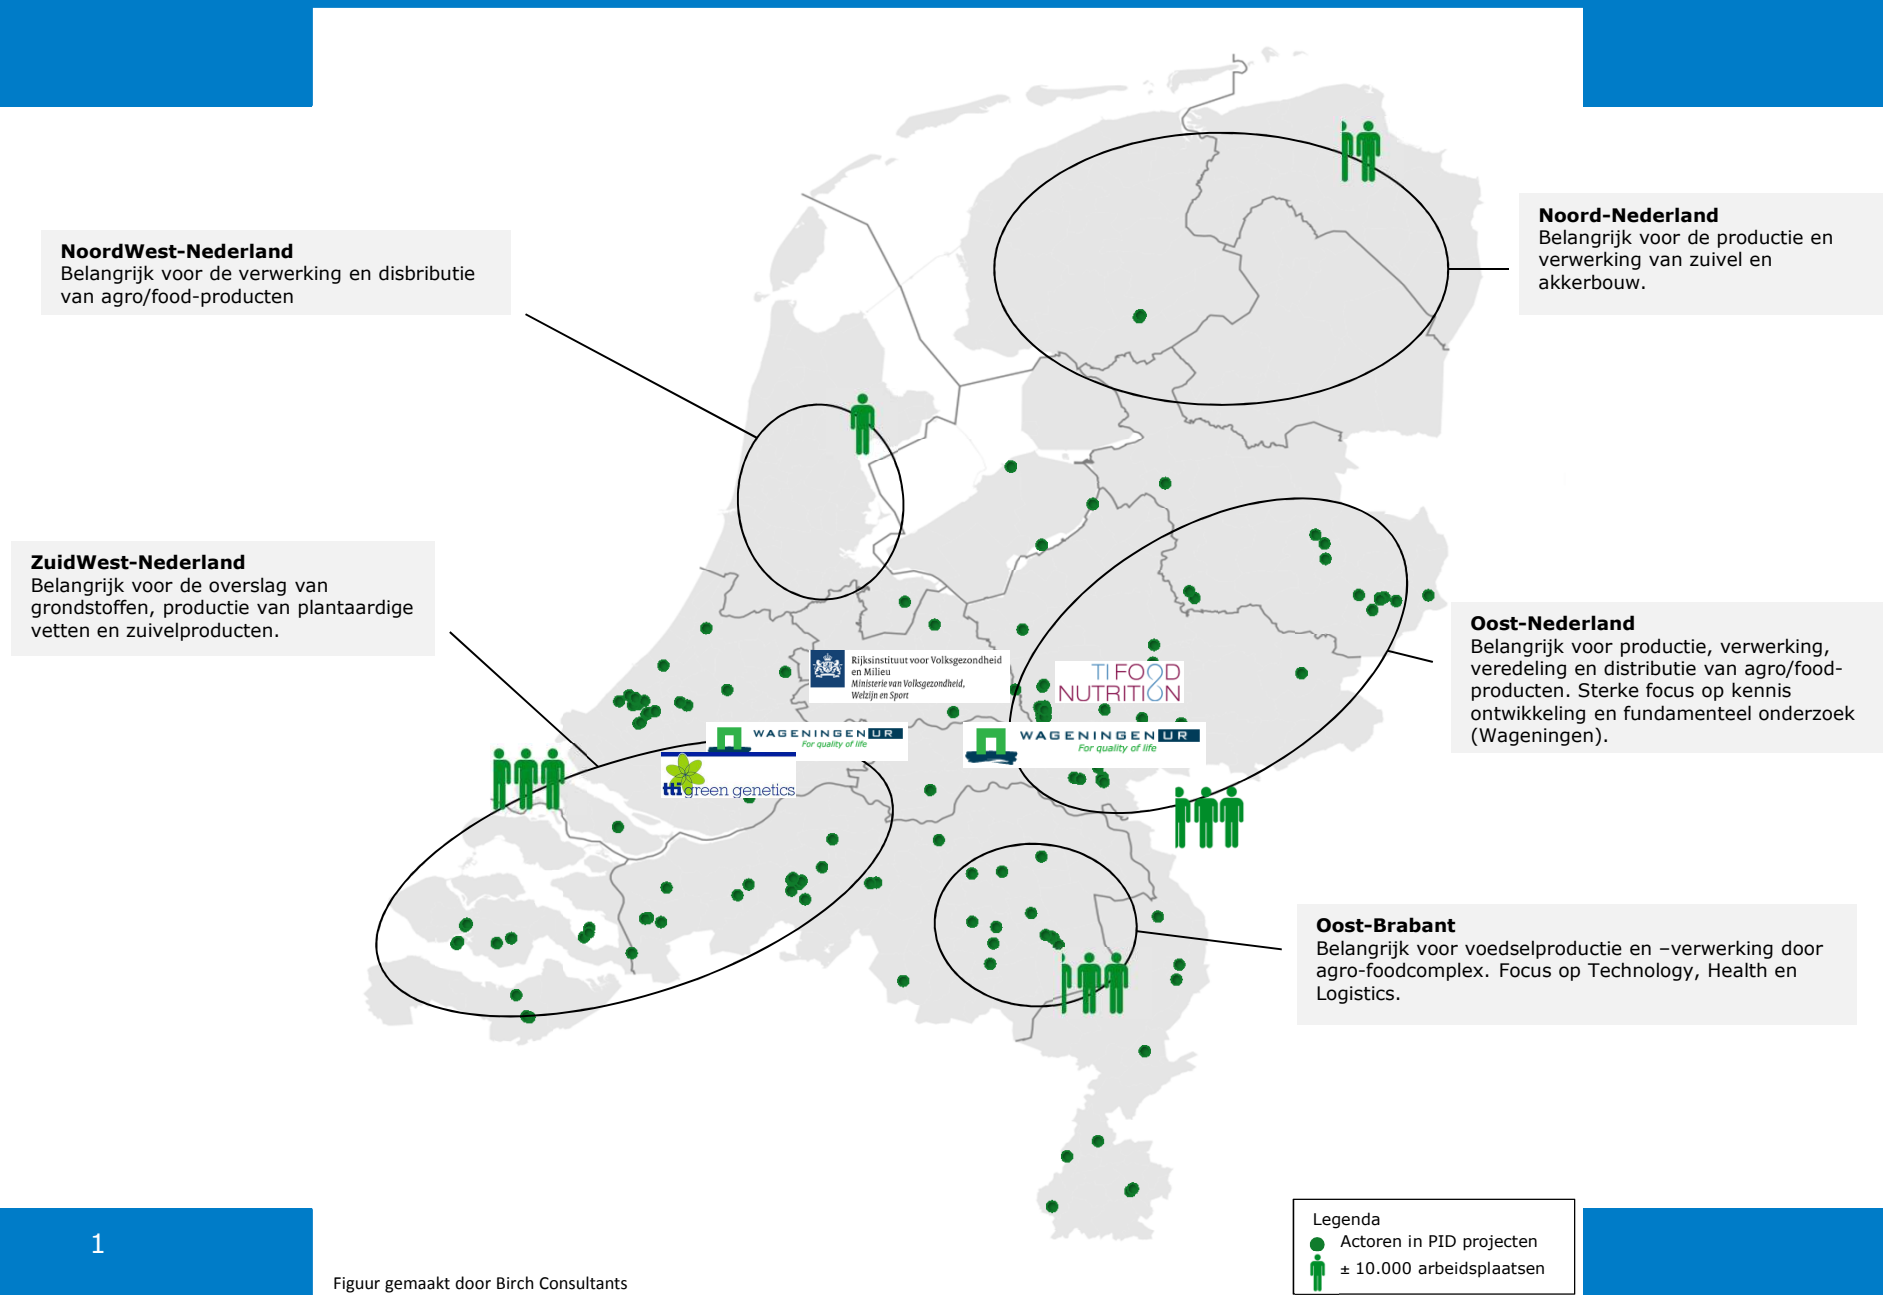 NoordWest-Nederland
Belangrijk voor de verwerking en disbributie
van agro/food-producten
Noord-Nederland
Belangrijk voor de productie en
verwerking van zuivel en
akkerbouw.
ZuidWest-Nederland
Belangrijk voor de overslag van
grondstoffen, productie van plantaardige
vetten en zuivelproducten.
Rijksinstituut voor Volksgezondheid
en Milieu
Ministerie van Volksgezondheid,
Welzijn en Sport
TI FOOD
NUTRITION
WAGENINGEN UR
For quality of life
WAGENINGEN UR
For quality of life
tti green genetics
Oost-Nederland
Belangrijk voor productie, verwerking,
veredeling en distributie van agro/food-
producten. Sterke focus op kennis
ontwikkeling en fundamenteel onderzoek
(Wageningen).
Oost-Brabant
Belangrijk voor voedselproductie en –verwerking door
agro-foodcomplex. Focus op Technology, Health en
Logistics.
Legenda
Actoren in PID projecten
± 10.000 arbeidsplaatsen
1
Figuur gemaakt door Birch Consultants